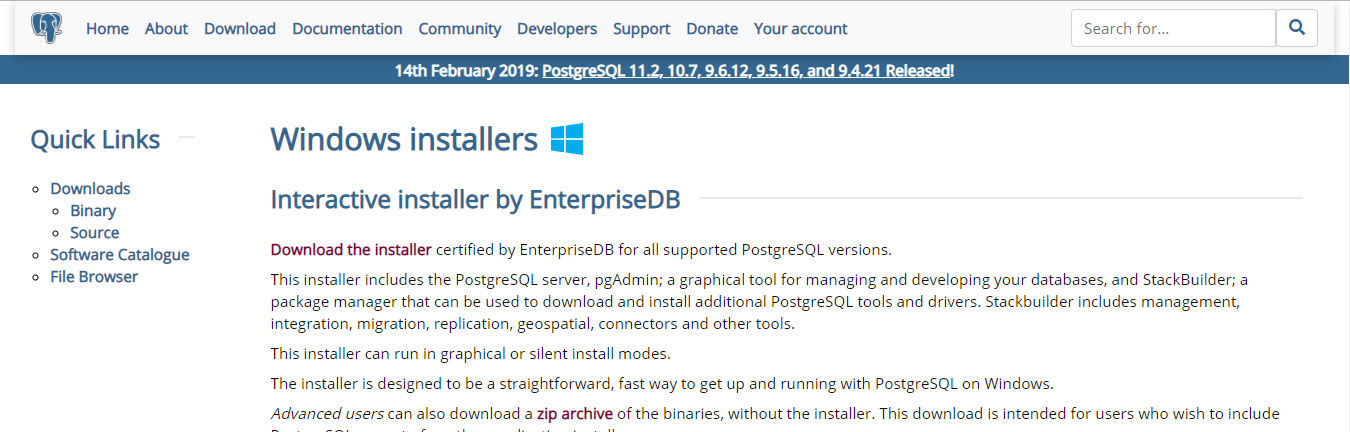 Home About Download Documentation Community Developers Support Donate Your account Search for...
14th February 2019: PostgreSQL 11.2, 10.7, 9.6.12, 9.5.16, and 9.4.21 Released!
Quick Links
Downloads
Binary
Source
Software Catalogue
File Browser
Windows installers
Interactive installer by EnterpriseDB
Download the installer certified by EnterpriseDB for all supported PostgreSQL versions.
This installer includes the PostgreSQL server, pgAdmin; a graphical tool for managing and developing your databases, and StackBuilder; a
package manager that can be used to download and install additional PostgreSQL tools and drivers. Stackbuilder includes management,
integration, migration, replication, geospatial, connectors and other tools.
This installer can run in graphical or silent install modes.
The installer is designed to be a straightforward, fast way to get up and running with PostgreSQL on Windows.
Advanced users can also download a zip archive of the binaries, without the installer. This download is intended for users who wish to include